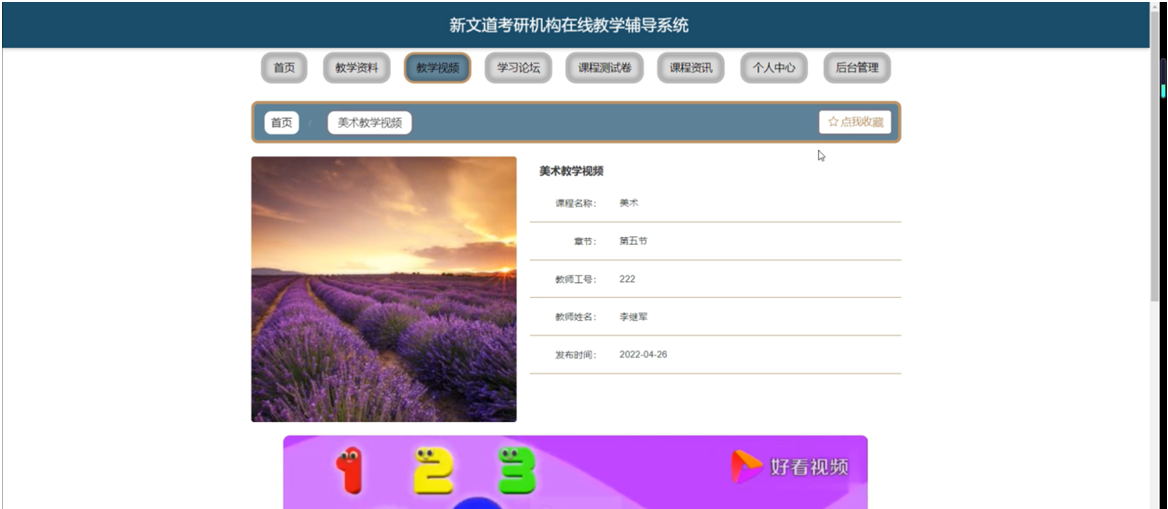 新文道考研机构在线教学辅导系统
首页 教学资料 教学视频 学习论坛 课程测试卷 课程资讯 个人中心 后台管理
首页 / 美术教学视频 ☆点我收藏
美术教学视频
课程名称： 美术
章节： 第五节
教师工号： 222
教师姓名： 李继军
发布时间： 2022-04-26
1 2 3 好看视频